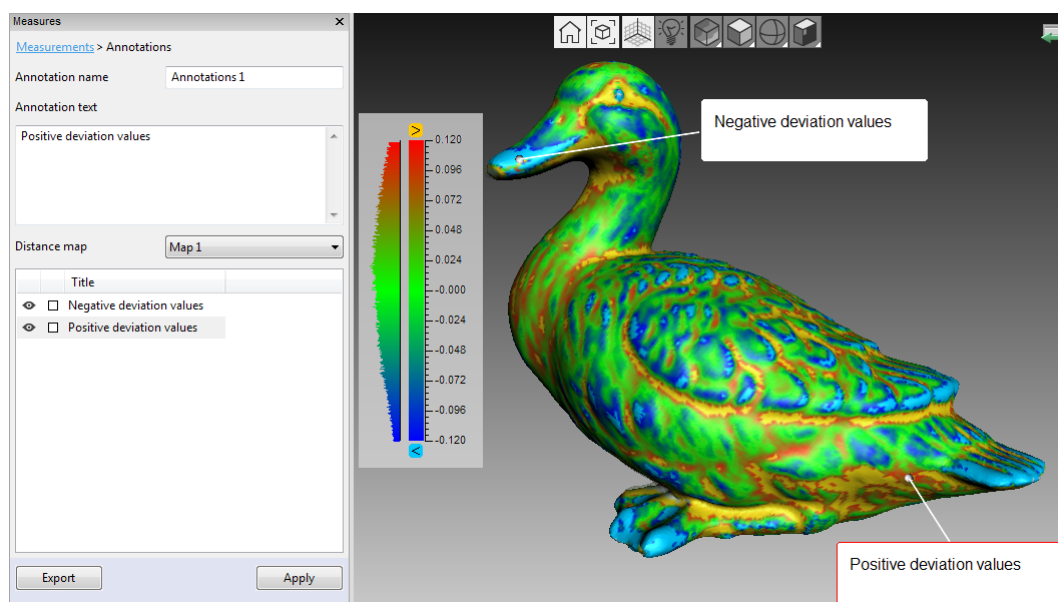 Measures
Measurements > Annotations
Annotation name
Annotations 1
Annotation text
Positive deviation values
Distance map
Map 1
Title
Negative deviation values
Positive deviation values
Export
Apply
>
0.120
0.096
0.072
0.048
0.024
-0.000
-0.024
-0.048
-0.072
-0.096
-0.120
<
Negative deviation values
Positive deviation values